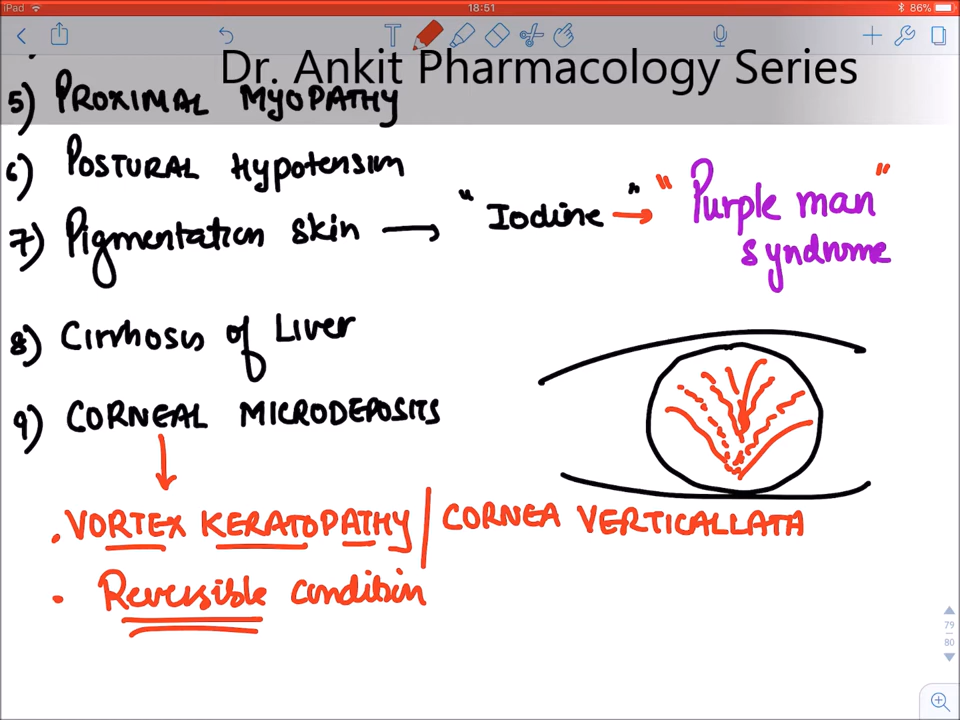 iPad 18:51 86%
Dr. Ankit Pharmacology Series
5) PROXIMAL MYOPATHY
6) POSTURAL Hypotension
7) Pigmentation skin → "Iodine" → "Purple man" syndrome
8) Cirrhosis of Liver
9) CORNEAL MICRODEPOSITS
. VORTEX KERATOPATHY / CORNEA VERTICALLATA
. Reversible condition
79
80